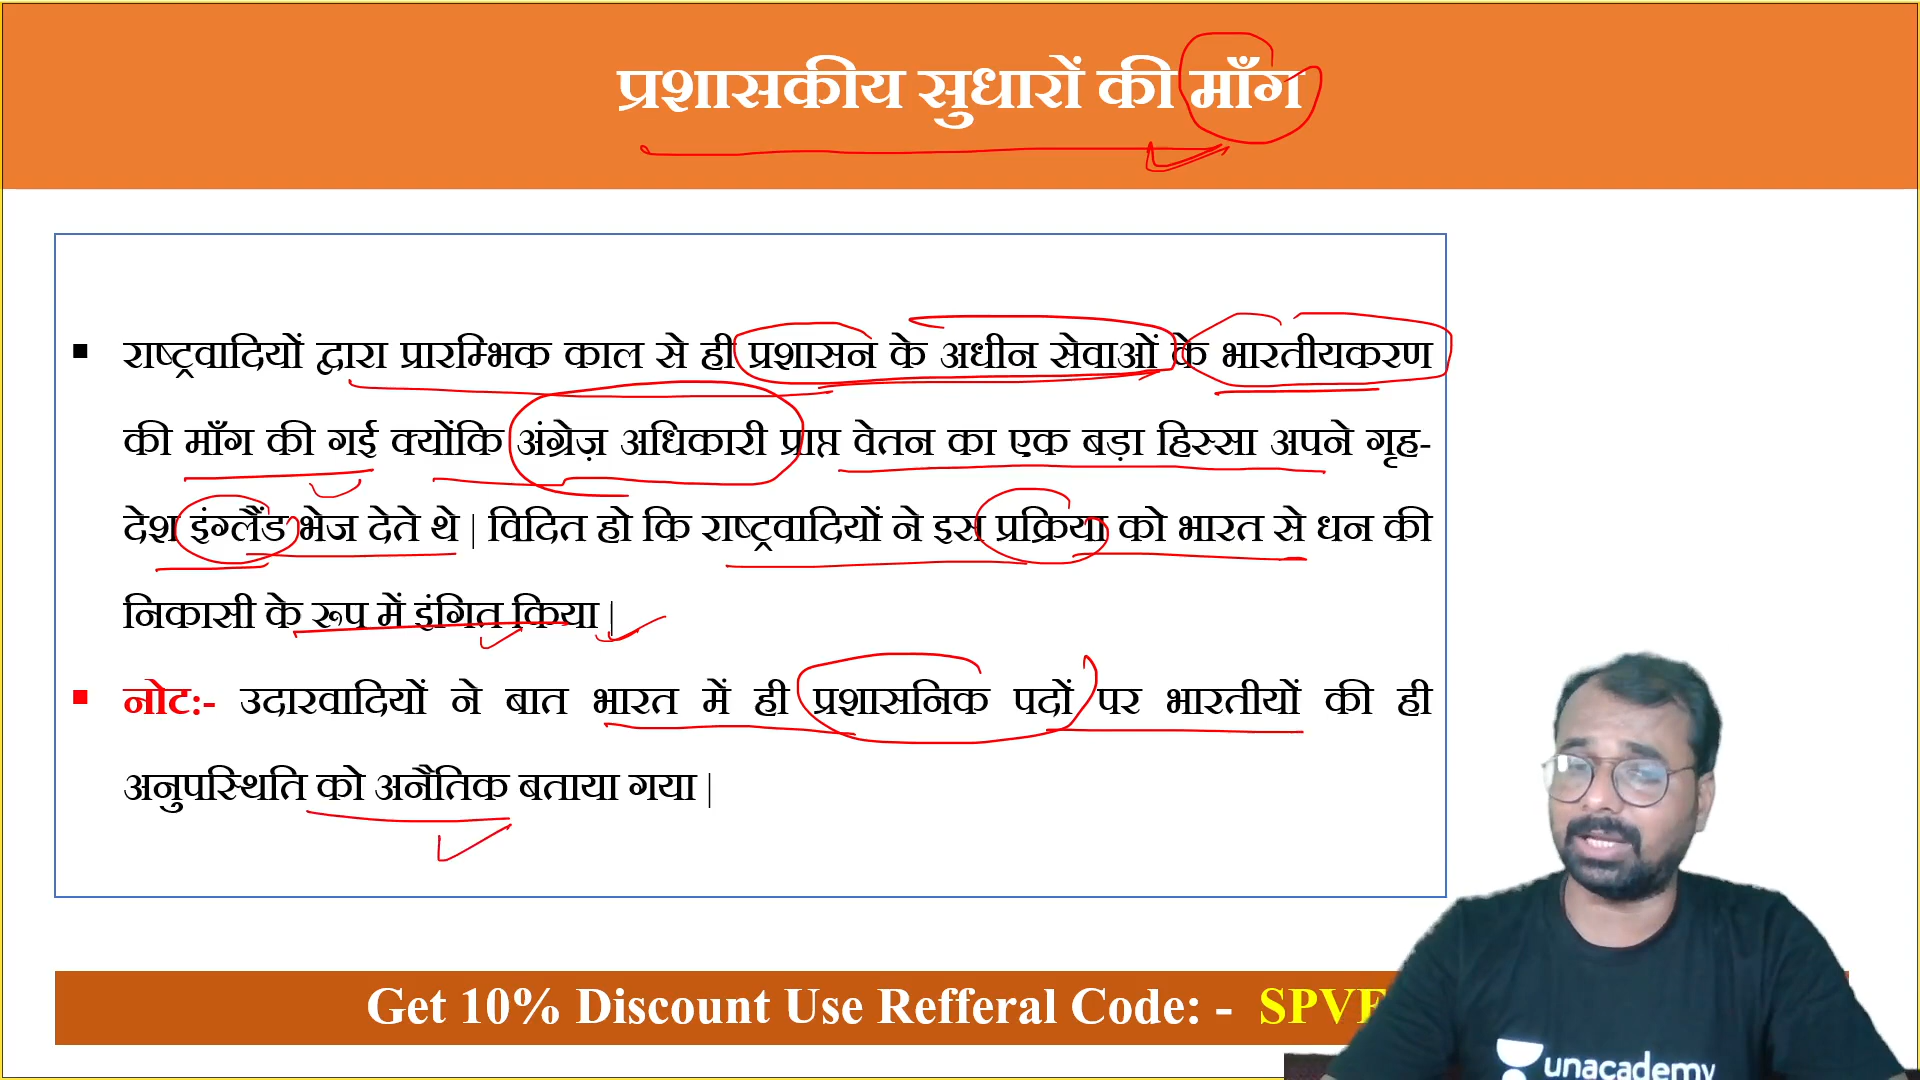 प्रशासकीय सुधारों की माँग
▪ राष्ट्रवादियों द्वारा प्रारम्भिक काल से ही प्रशासन के अधीन सेवाओं के भारतीयकरण
की माँग की गई क्योंकि अंग्रेज़ अधिकारी प्राप्त वेतन का एक बड़ा हिस्सा अपने गृह-
देश इंग्लैंड भेज देते थे | विदित हो कि राष्ट्रवादियों ने इस प्रक्रिया को भारत से धन की
निकासी के रूप में इंगित किया |
▪ नोट:- उदारवादियों ने बात भारत में ही प्रशासनिक पदों पर भारतीयों की ही
अनुपस्थिति को अनैतिक बताया गया |
Get 10% Discount Use Refferal Code: -
unacademy